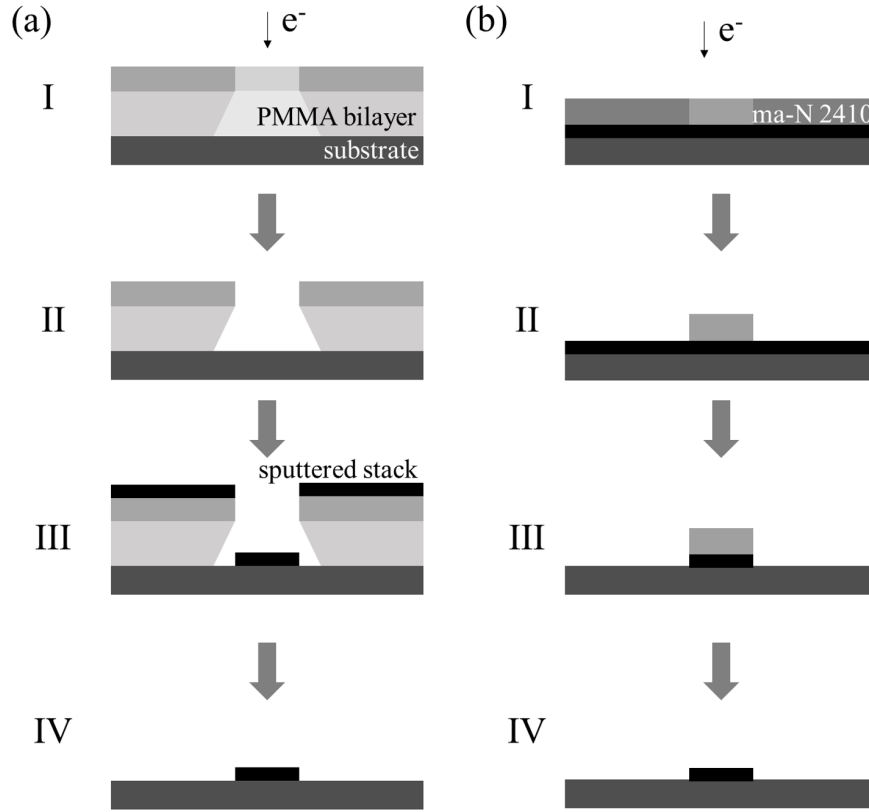 (a)
e-
I
PMMA bilayer
substrate
II
sputtered stack
III
IV
(b)
e-
I
ma-N 2410
II
III
IV